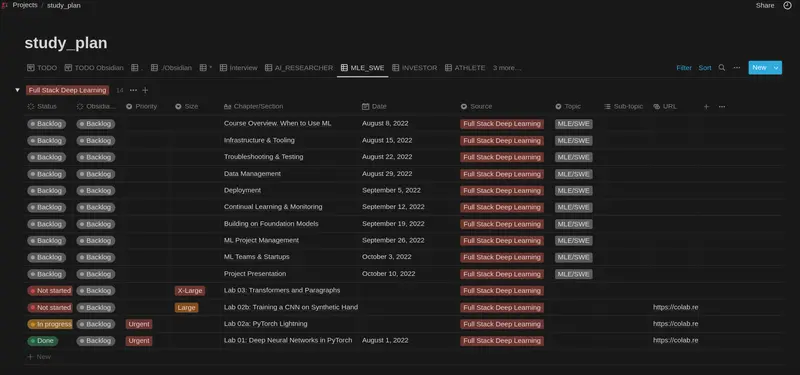 Projects / study_plan Share
study_plan
TODO TODO Obsidian . ./Obsidian * Interview AI_RESEARCHER MLE_SWE INVESTOR ATHLETE 3 more... Filter Sort New
Full Stack Deep Learning 14
Status Obsidia... Priority Size Aa Chapter/Section Date Source Topic Sub-topic URL
Backlog Backlog Course Overview. When to Use ML August 8, 2022 Full Stack Deep Learning MLE/SWE
Backlog Backlog Infrastructure & Tooling August 15, 2022 Full Stack Deep Learning MLE/SWE
Backlog Backlog Troubleshooting & Testing August 22, 2022 Full Stack Deep Learning MLE/SWE
Backlog Backlog Data Management August 29, 2022 Full Stack Deep Learning MLE/SWE
Backlog Backlog Deployment September 5, 2022 Full Stack Deep Learning MLE/SWE
Backlog Backlog Continual Learning & Monitoring September 12, 2022 Full Stack Deep Learning MLE/SWE
Backlog Backlog Building on Foundation Models September 19, 2022 Full Stack Deep Learning MLE/SWE
Backlog Backlog ML Project Management September 26, 2022 Full Stack Deep Learning MLE/SWE
Backlog Backlog ML Teams & Startups October 3, 2022 Full Stack Deep Learning MLE/SWE
Backlog Backlog Project Presentation October 10, 2022 Full Stack Deep Learning MLE/SWE
Not started Backlog X-Large Lab 03: Transformers and Paragraphs Full Stack Deep Learning
Not started Backlog Large Lab 02b: Training a CNN on Synthetic Hand Full Stack Deep Learning https://colab.re
In progress Backlog Urgent Lab 02a: PyTorch Lightning Full Stack Deep Learning https://colab.re
Done Backlog Urgent Lab 01: Deep Neural Networks in PyTorch August 1, 2022 Full Stack Deep Learning https://colab.re
+ New